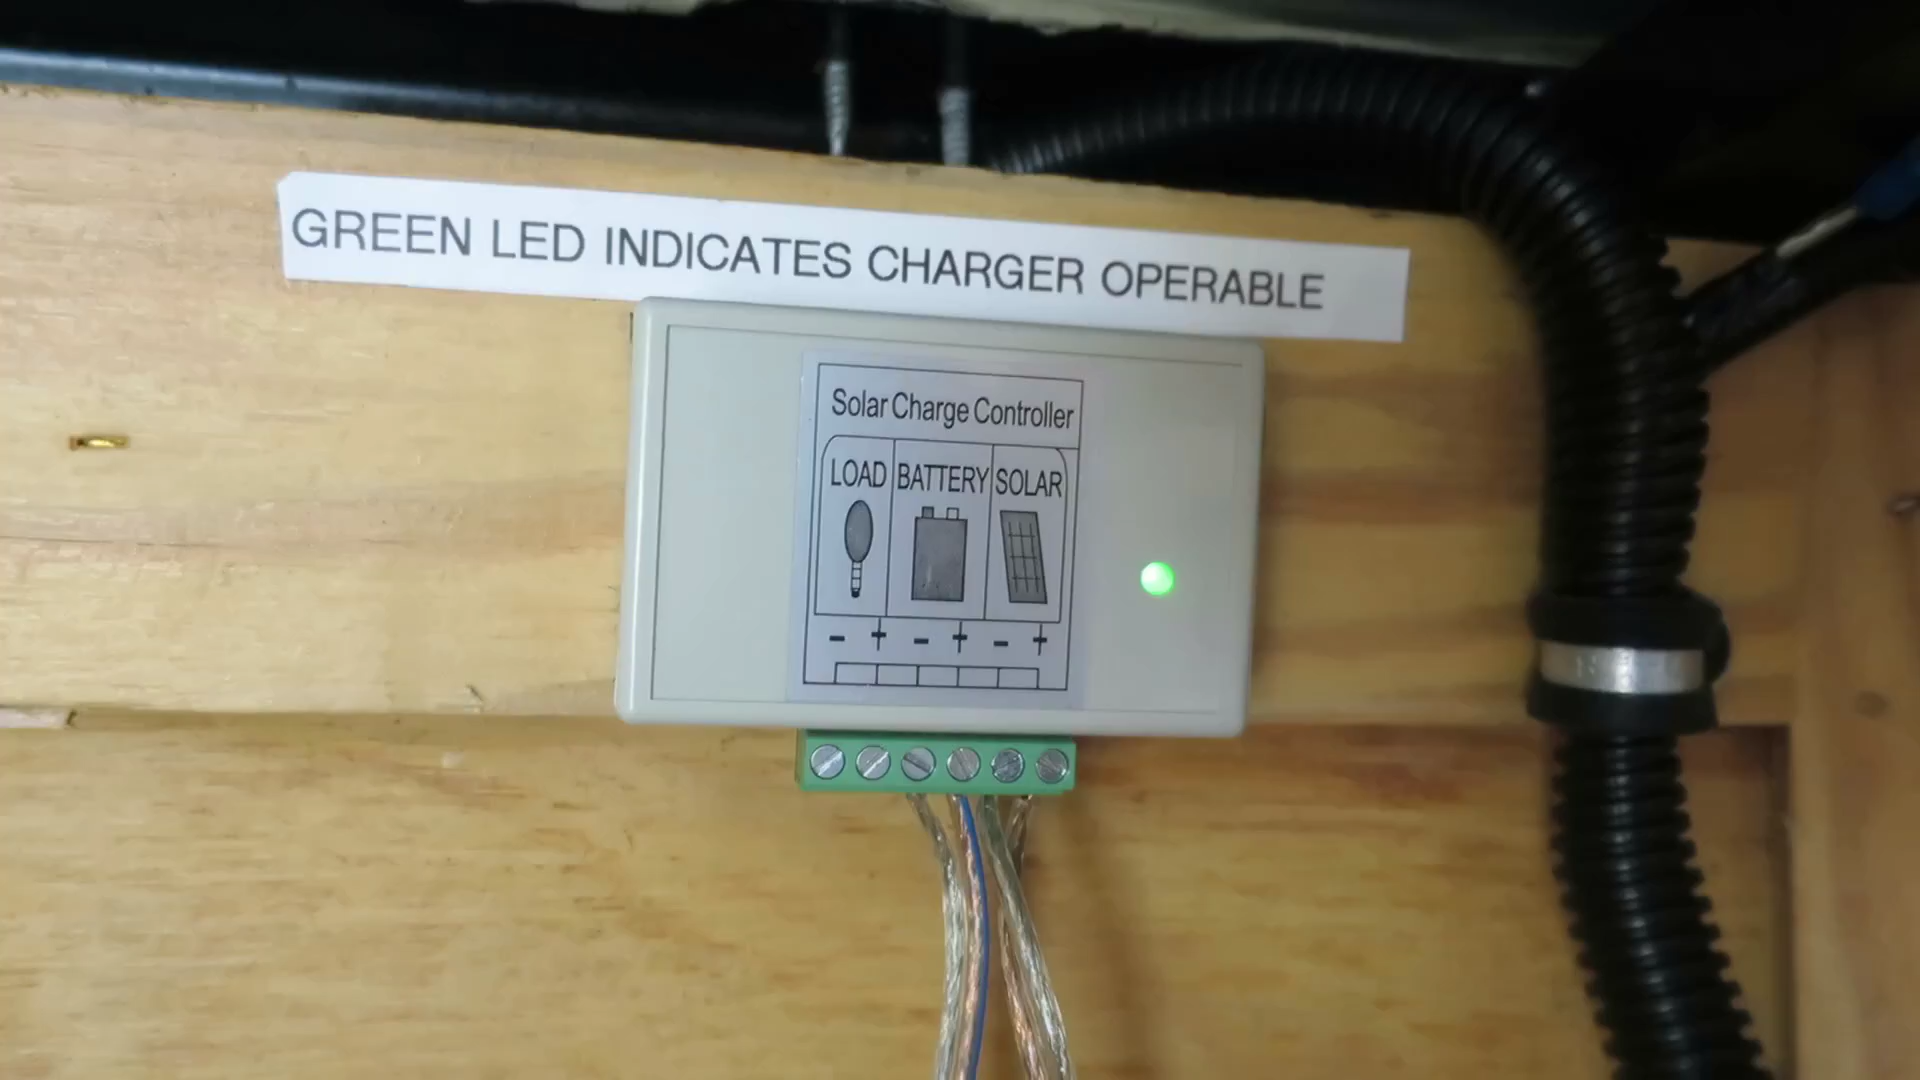 GREEN LED INDICATES CHARGER OPERABLE
Solar Charge Controller
LOAD BATTERY SOLAR
- + - + - +